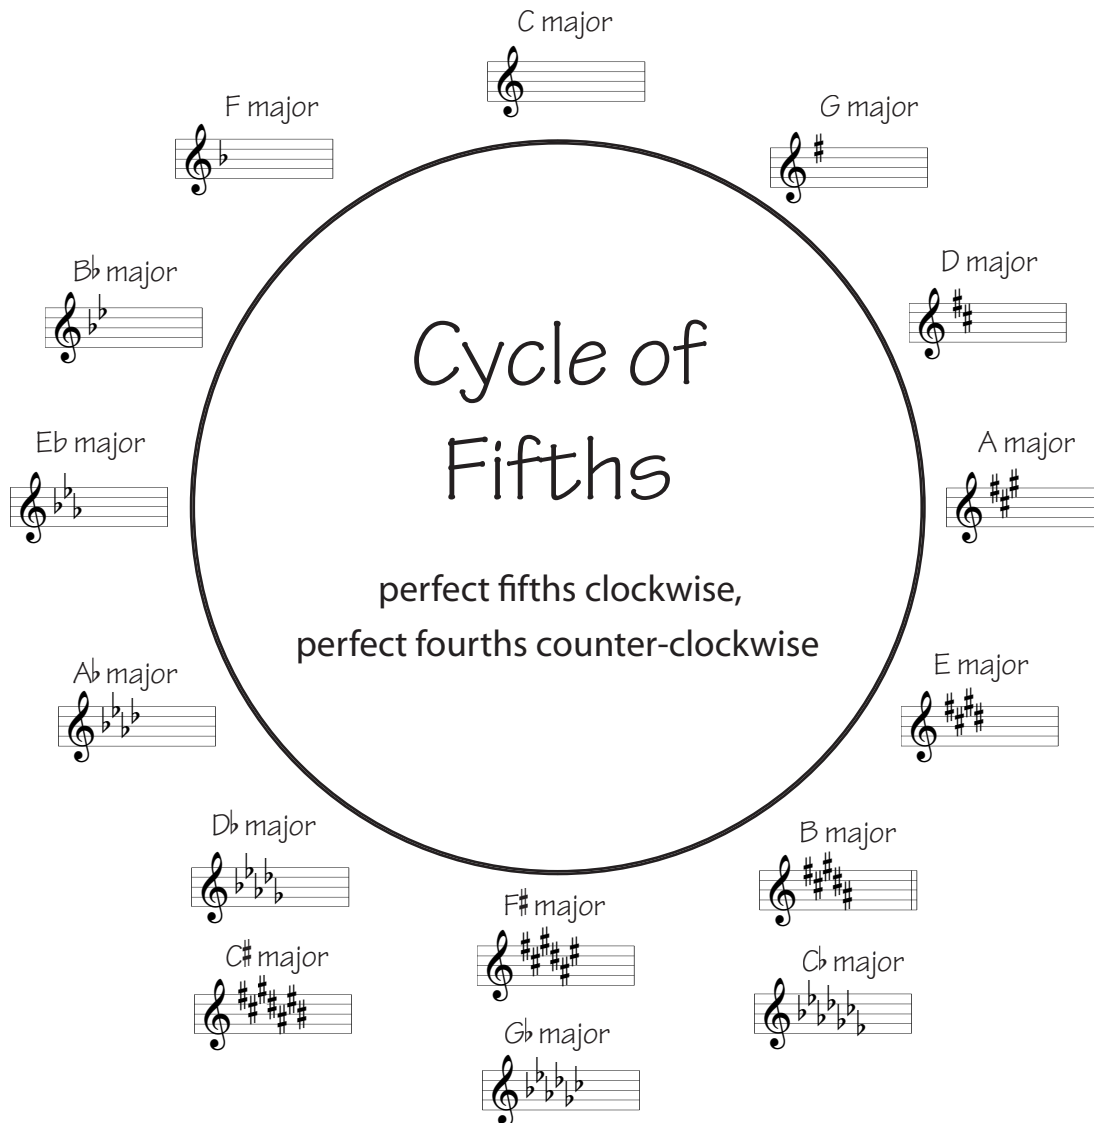 C major
F major
G major
B♭ major
D major
Cycle of
Fifths
E♭ major
A major
perfect fifths clockwise,
perfect fourths counter-clockwise
A♭ major
E major
D♭ major
B major
F# major
C# major
C♭ major
G♭ major